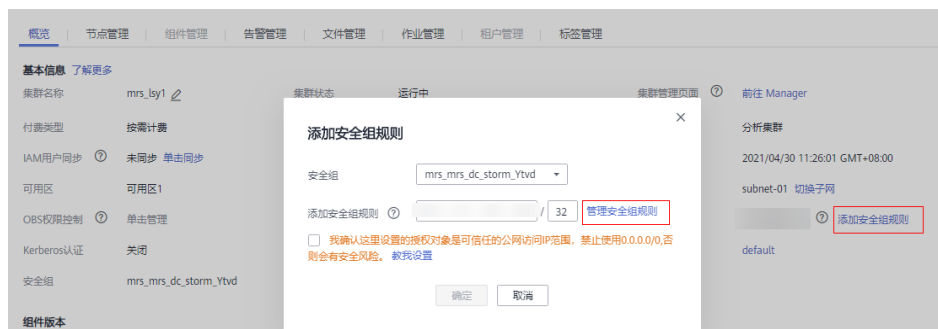 概览 节点管理 组件管理 告警管理 文件管理 作业管理 租户管理 标签管理
基本信息 了解更多
集群名称 mrs_lsy1 集群状态 运行中 集群管理页面 前往 Manager
付费类型 按需计费 分析集群
IAM用户同步 未同步 单击同步 2021/04/30 11:26:01 GMT+08:00
可用区 可用区1 subnet-01 切换子网
OBS权限控制 单击管理 添加安全组规则
Kerberos认证 关闭 default
安全组 mrs_mrs_dc_storm_Ytvd
组件版本
添加安全组规则
安全组 mrs_mrs_dc_storm_Ytvd
添加安全组规则 / 32 管理安全组规则
我确认这里设置的授权对象是可信任的公网访问IP范围，禁止使用0.0.0.0/0,否
则会有安全风险。 教我设置
确定 取消